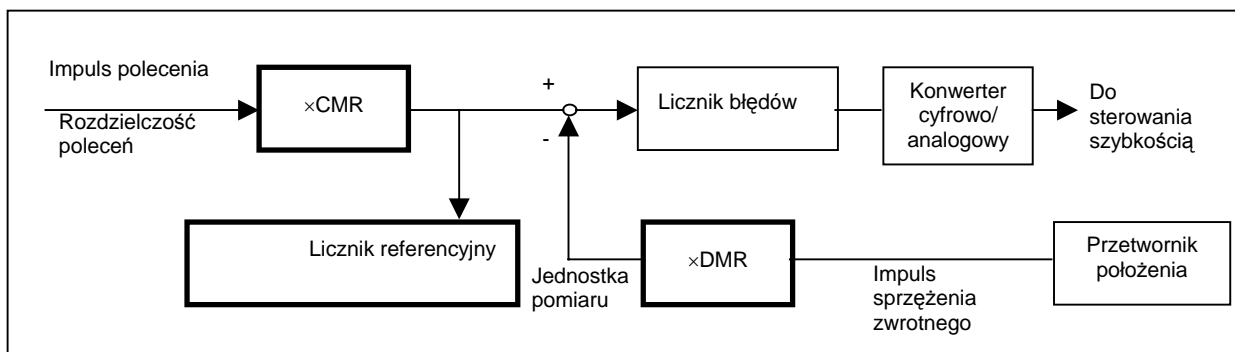 Impuls polecenia
Rozdzielczość
poleceń
×CMR
+
-
Licznik błędów
Konwerter
cyfrowo/
analogowy
Do
sterowania
szybkością
Licznik referencyjny
Jednostka
pomiaru
×DMR
Impuls
sprzężenia
zwrotnego
Przetwornik
położenia